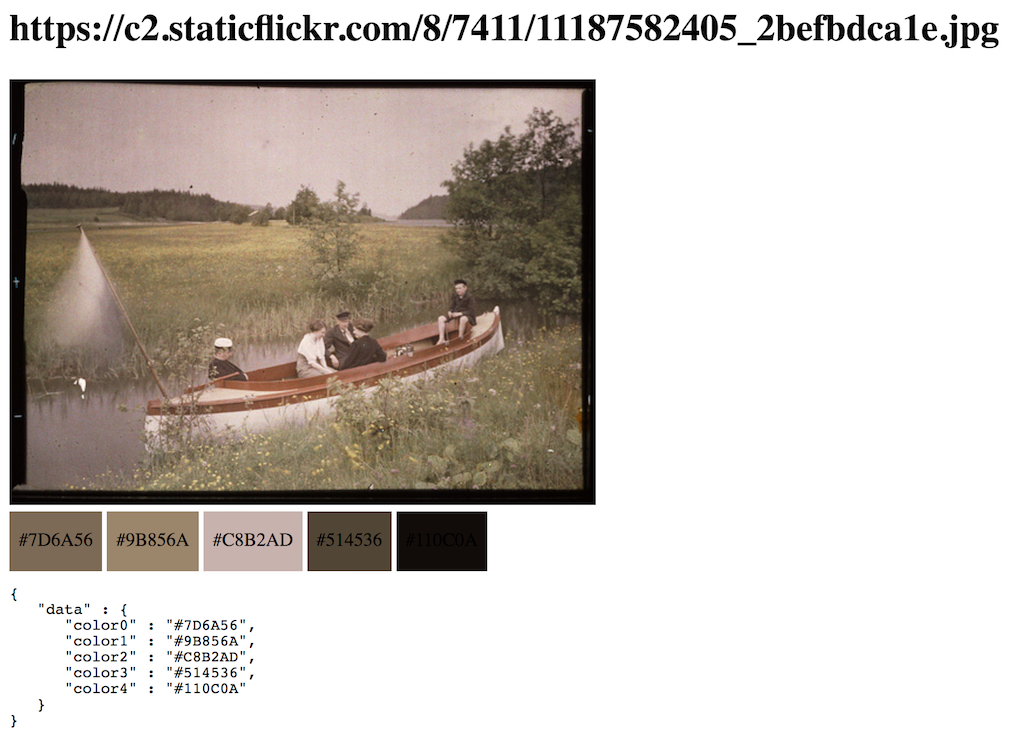 https://c2.staticflickr.com/8/7411/11187582405_2befbdca1e.jpg
#7D6A56 #9B856A #C8B2AD #514536 #110C0A
{
   "data" : {
      "color0" : "#7D6A56",
      "color1" : "#9B856A",
      "color2" : "#C8B2AD",
      "color3" : "#514536",
      "color4" : "#110C0A"
   }
}